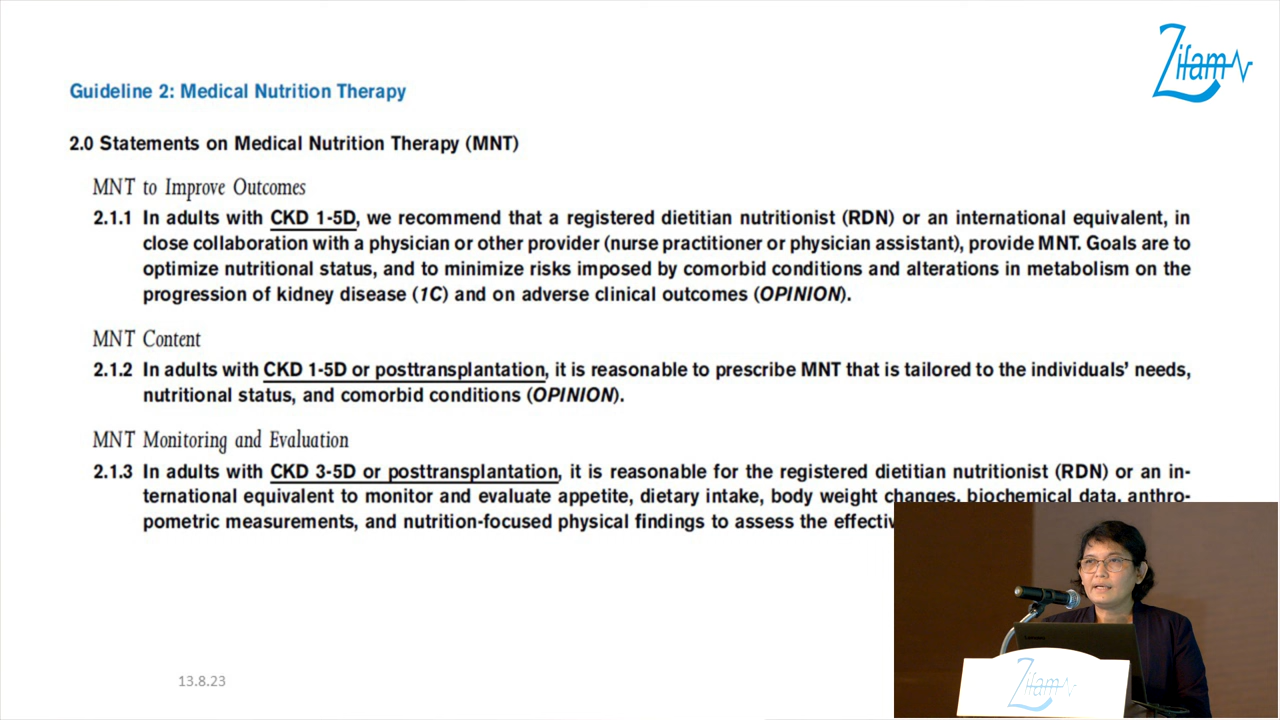 Zifam
Guideline 2: Medical Nutrition Therapy
2.0 Statements on Medical Nutrition Therapy (MNT)
MNT to Improve Outcomes
2.1.1 In adults with CKD 1-5D, we recommend that a registered dietitian nutritionist (RDN) or an international equivalent, in
close collaboration with a physician or other provider (nurse practitioner or physician assistant), provide MNT. Goals are to
optimize nutritional status, and to minimize risks imposed by comorbid conditions and alterations in metabolism on the
progression of kidney disease (1C) and on adverse clinical outcomes (OPINION).
MNT Content
2.1.2 In adults with CKD 1-5D or posttransplantation, it is reasonable to prescribe MNT that is tailored to the individuals' needs,
nutritional status, and comorbid conditions (OPINION).
MNT Monitoring and Evaluation
2.1.3 In adults with CKD 3-5D or posttransplantation, it is reasonable for the registered dietitian nutritionist (RDN) or an in-
ternational equivalent to monitor and evaluate appetite, dietary intake, body weight changes, biochemical data, anthro-
pometric measurements, and nutrition-focused physical findings to assess the
13.8.23
Zifam